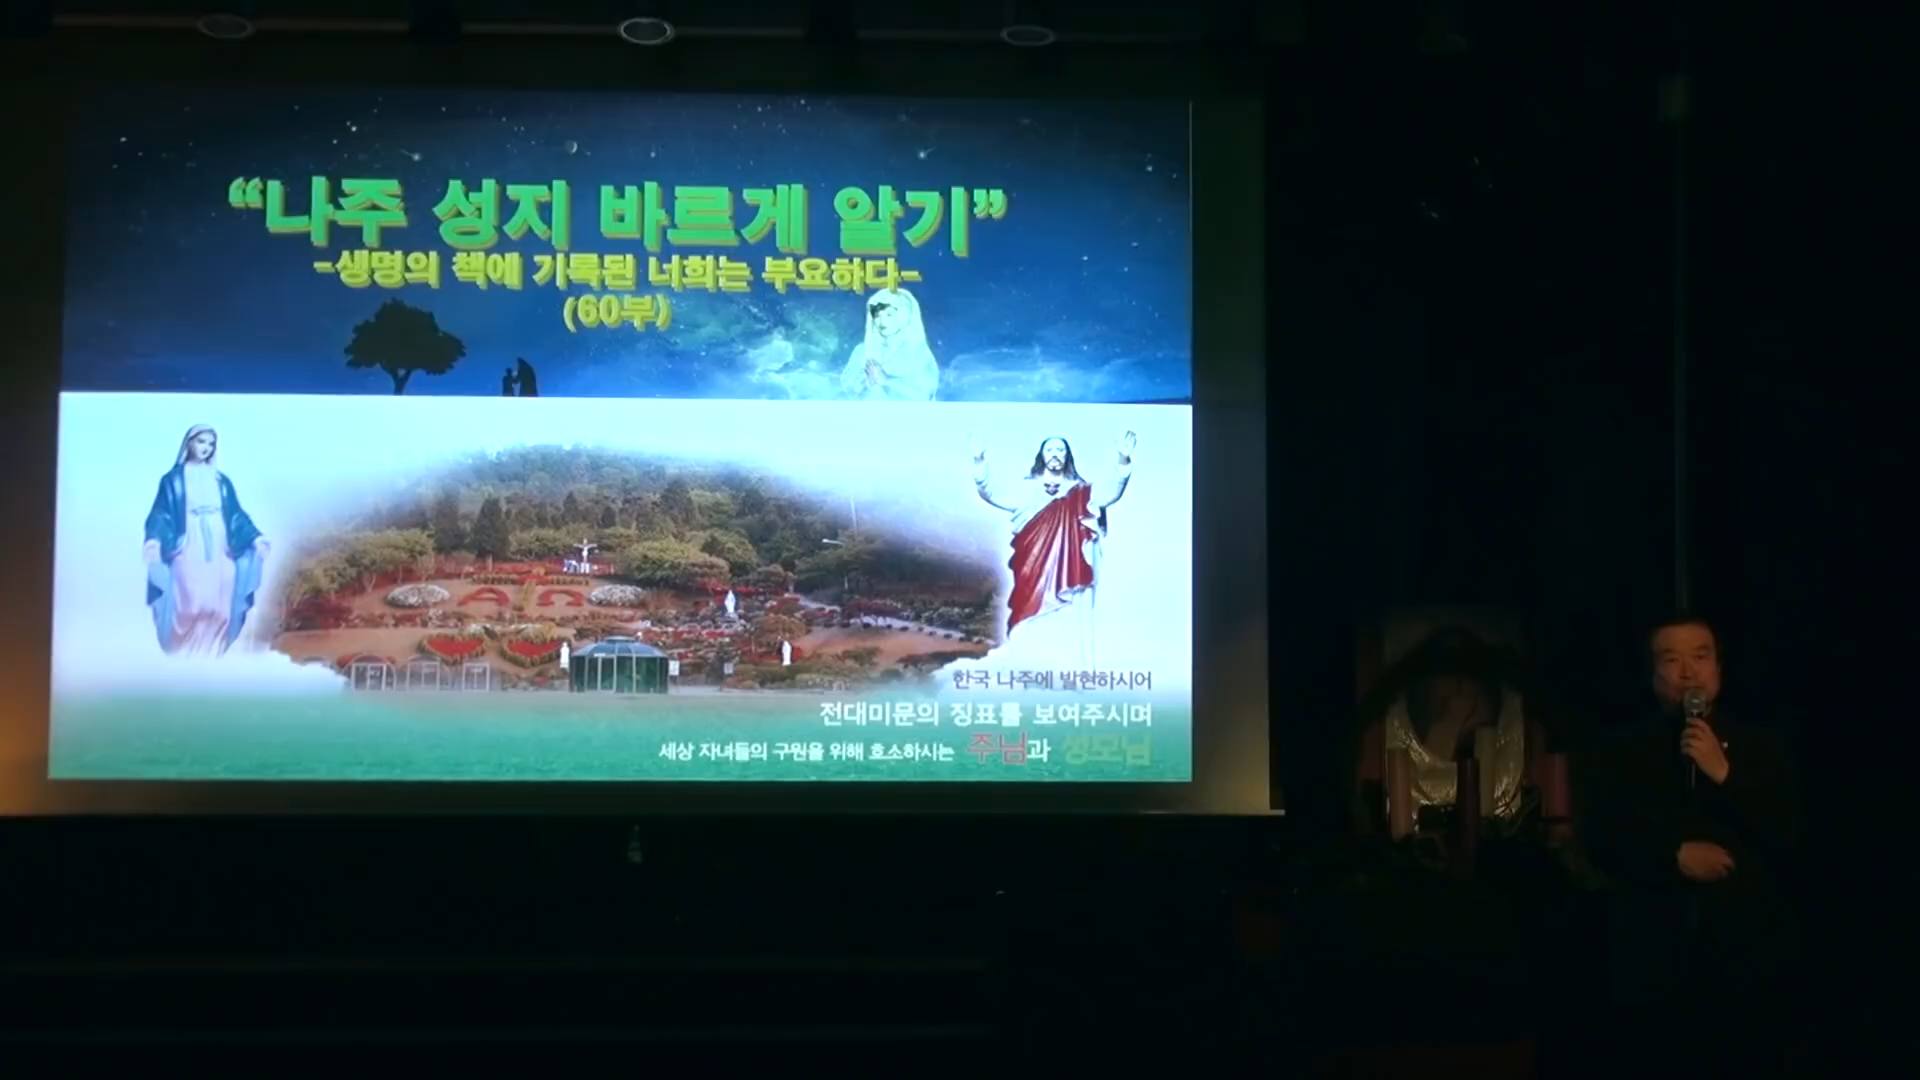 “나주 성지 바르게 알기”
-생명의 책에 기록된 너희는 부요하다-
(60부)
A Ω
한국 나주에 발현하시어
전대미문의 징표를 보여주시며
세상 자녀들의 구원을 위해 호소하시는 주님과 성모님